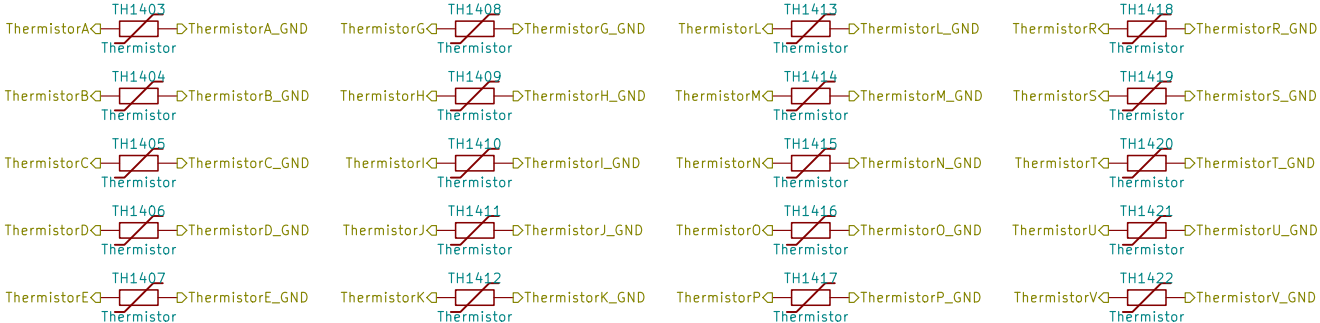 TH1403 TH1408 TH1413 TH1418
ThermistorA ThermistorA_GND ThermistorG ThermistorG_GND ThermistorL ThermistorL_GND ThermistorR ThermistorR_GND
Thermistor Thermistor Thermistor Thermistor
TH1404 TH1409 TH1414 TH1419
ThermistorB ThermistorB_GND ThermistorH ThermistorH_GND ThermistorM ThermistorM_GND ThermistorS ThermistorS_GND
Thermistor Thermistor Thermistor Thermistor
TH1405 TH1410 TH1415 TH1420
ThermistorC ThermistorC_GND ThermistorI ThermistorI_GND ThermistorN ThermistorN_GND ThermistorT ThermistorT_GND
Thermistor Thermistor Thermistor Thermistor
TH1406 TH1411 TH1416 TH1421
ThermistorD ThermistorD_GND ThermistorJ ThermistorJ_GND ThermistorO ThermistorO_GND ThermistorU ThermistorU_GND
Thermistor Thermistor Thermistor Thermistor
TH1407 TH1412 TH1417 TH1422
ThermistorE ThermistorE_GND ThermistorK ThermistorK_GND ThermistorP ThermistorP_GND ThermistorV ThermistorV_GND
Thermistor Thermistor Thermistor Thermistor